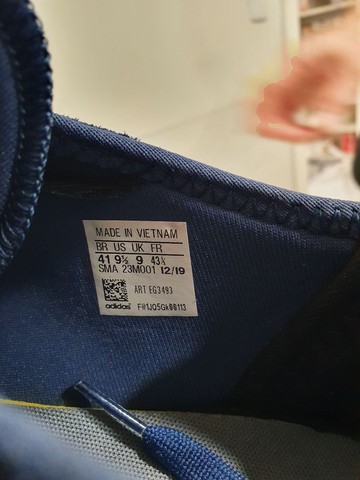 MADE IN VIETNAM
BR US UK FR
41 9½ 9 43⅓
SMA 23M001 12/19
ART EG3493
adidas F#1JQ5Gk00113